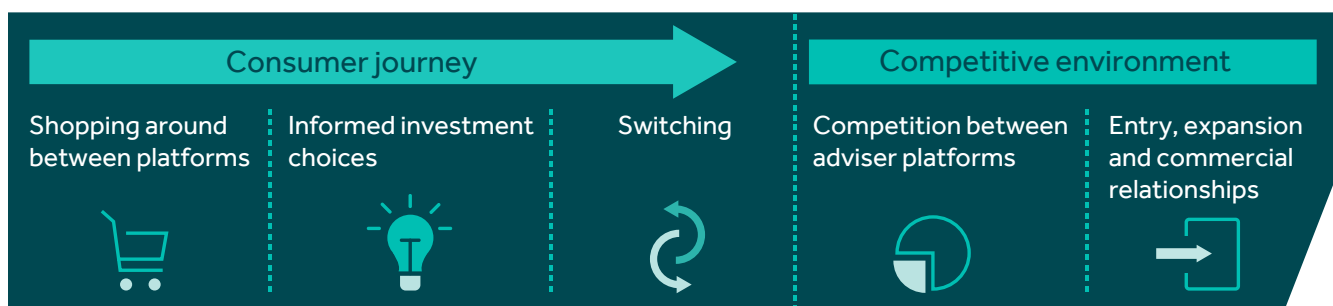 Consumer journey
Competitive environment
Shopping around
between platforms
Informed investment
choices
Switching
Competition between
adviser platforms
Entry, expansion
and commercial
relationships